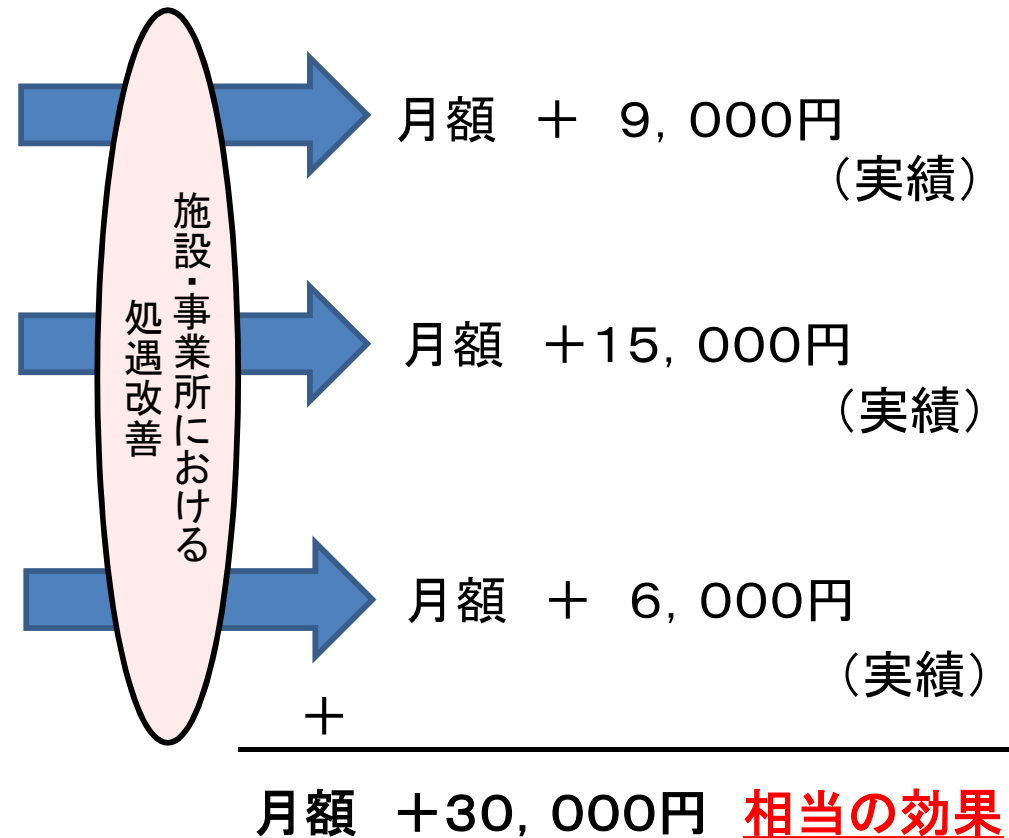 施設・事業所における
処遇改善
月額　＋　９，０００円
（実績）
月額　＋１５，０００円
（実績）
月額　＋　６，０００円
（実績）
＋
月額　＋３０，０００円　相当の効果